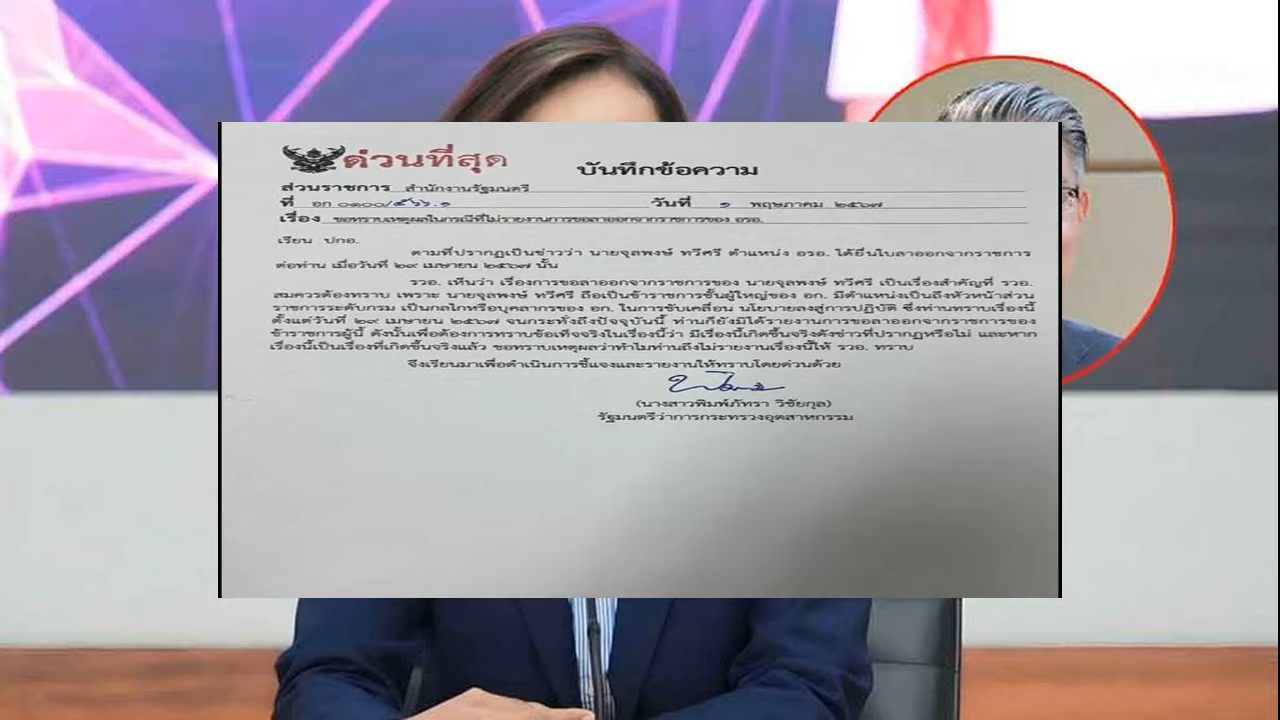 ด่วนที่สุด
บันทึกข้อความ
ส่วนราชการ สำนักงานรัฐมนตรี
ที่ อก ๐๑๐๐/๕๖๖.๑ วันที่ ๑ พฤษภาคม ๒๕๖๗
เรื่อง ขอทราบเหตุผลในกรณีที่ไม่รายงานการขอลาออกจากราชการของ อรอ.
เรียน ปกอ.
ตามที่ปรากฏเป็นข่าวว่า นายจุลพงษ์ ทวีศรี ตำแหน่ง อรอ. ได้ยื่นใบลาออกจากราชการ
ต่อท่าน เมื่อวันที่ ๒๙ เมษายน ๒๕๖๗ นั้น
รวอ. เห็นว่า เรื่องการขอลาออกจากราชการของ นายจุลพงษ์ ทวีศรี เป็นเรื่องสำคัญที่ รวอ.
สมควรต้องทราบ เพราะ นายจุลพงษ์ ทวีศรี ถือเป็นข้าราชการชั้นผู้ใหญ่ของ อก. มีตำแหน่งเป็นถึงหัวหน้าส่วน
ราชการระดับกรม เป็นกลไกหรือบุคลากรของ อก. ในการขับเคลื่อน นโยบายลงสู่การปฏิบัติ ซึ่งท่านทราบเรื่องนี้
ตั้งแต่วันที่ ๒๙ เมษายน ๒๕๖๗ จนกระทั่งถึงปัจจุบันนี้ ท่านก็ยังมิได้รายงานการขอลาออกจากราชการของ
ข้าราชการผู้นี้ ดังนั้นเพื่อต้องการทราบข้อเท็จจริงในเรื่องนี้ว่า มีเรื่องนี้เกิดขึ้นจริงดังข่าวที่ปรากฏหรือไม่ และหาก
เรื่องนี้เป็นเรื่องที่เกิดขึ้นจริงแล้ว ขอทราบเหตุผลว่าทำไมท่านถึงไม่รายงานเรื่องนี้ให้ รวอ. ทราบ
จึงเรียนมาเพื่อดำเนินการชี้แจงและรายงานให้ทราบโดยด่วนด้วย
(นางสาวพิมพ์ภัทรา วิชัยกุล)
รัฐมนตรีว่าการกระทรวงอุตสาหกรรม